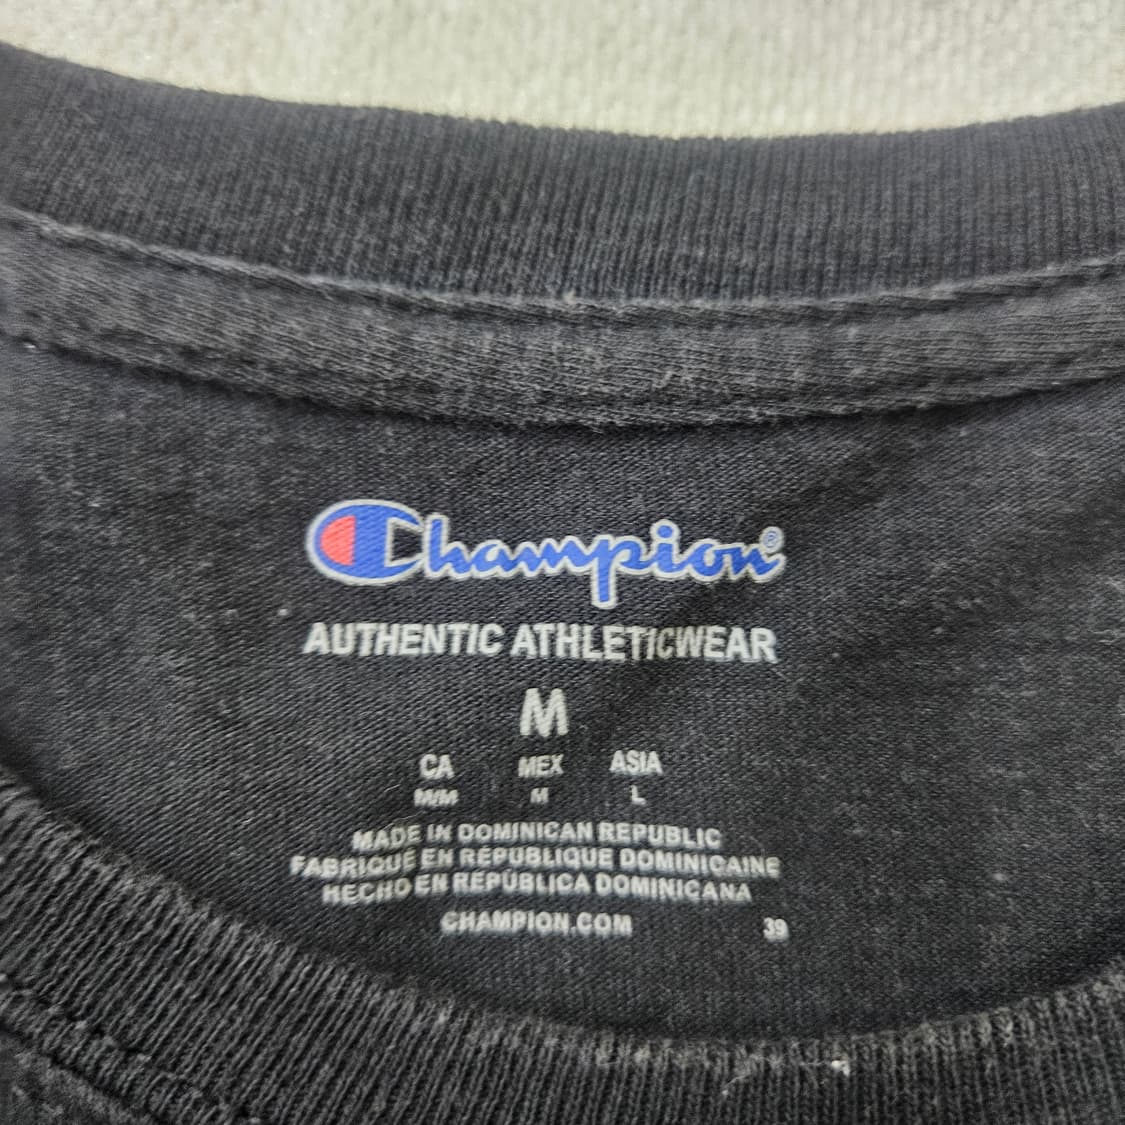 Champion®
AUTHENTIC ATHLETICWEAR
M
CA MEX ASIA
M/M M L
MADE IN DOMINICAN REPUBLIC
FABRIQUÉ EN RÉPUBLIQUE DOMINICAINE
HECHO EN REPÚBLICA DOMINICANA
CHAMPION.COM 39